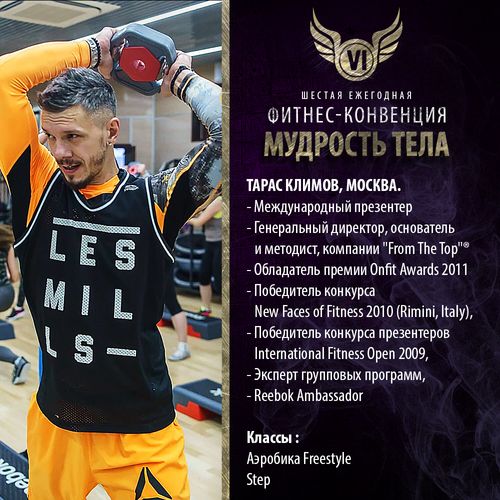 LES
MIL
LS
Reebok
VI
ШЕСТАЯ ЕЖЕГОДНАЯ
ФИТНЕС-КОНВЕНЦИЯ
МУДРОСТЬ ТЕЛА
ТАРАС КЛИМОВ, МОСКВА.
- Международный презентер
- Генеральный директор, основатель
и методист, компании "From The Top"®
- Обладатель премии Onfit Awards 2011
- Победитель конкурса
New Faces of Fitness 2010 (Rimini, Italy),
- Победитель конкурса презентеров
International Fitness Open 2009,
- Эксперт групповых программ,
- Reebok Ambassador
Классы :
Аэробика Freestyle
Step